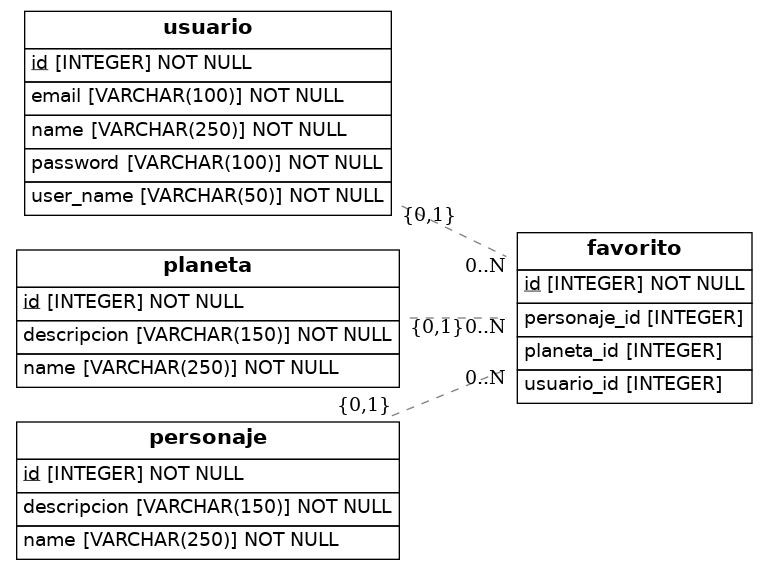 usuario
id [INTEGER] NOT NULL
email [VARCHAR(100)] NOT NULL
name [VARCHAR(250)] NOT NULL
password [VARCHAR(100)] NOT NULL
user_name [VARCHAR(50)] NOT NULL
{0,1}
0..N
planeta
id [INTEGER] NOT NULL
descripcion [VARCHAR(150)] NOT NULL
name [VARCHAR(250)] NOT NULL
{0,1}
0..N
favorito
id [INTEGER] NOT NULL
personaje_id [INTEGER]
planeta_id [INTEGER]
usuario_id [INTEGER]
0..N
{0,1}
personaje
id [INTEGER] NOT NULL
descripcion [VARCHAR(150)] NOT NULL
name [VARCHAR(250)] NOT NULL